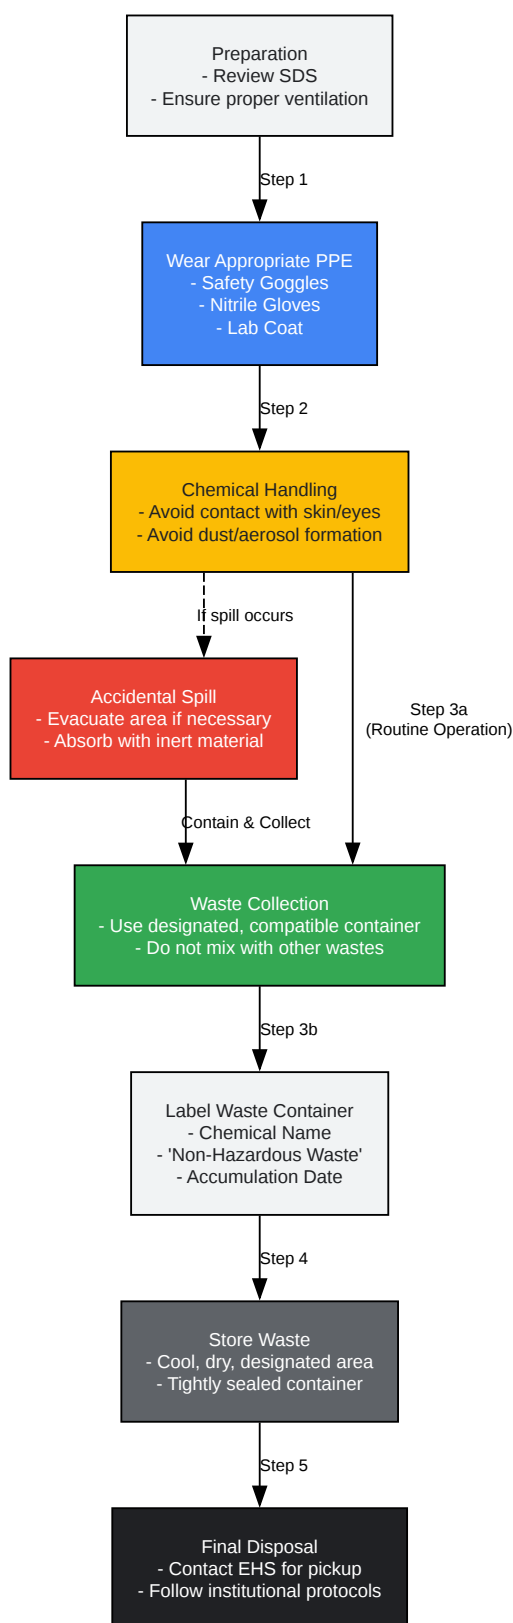 Preparation
- Review SDS
- Ensure proper ventilation
Step 1
Wear Appropriate PPE
- Safety Goggles
- Nitrile Gloves
- Lab Coat
Step 2
Chemical Handling
- Avoid contact with skin/eyes
- Avoid dust/aerosol formation
If spill occurs
Accidental Spill
- Evacuate area if necessary
- Absorb with inert material
Step 3a
(Routine Operation)
Contain & Collect
Waste Collection
- Use designated, compatible container
- Do not mix with other wastes
Step 3b
Label Waste Container
- Chemical Name
- 'Non-Hazardous Waste'
- Accumulation Date
Step 4
Store Waste
- Cool, dry, designated area
- Tightly sealed container
Step 5
Final Disposal
- Contact EHS for pickup
- Follow institutional protocols